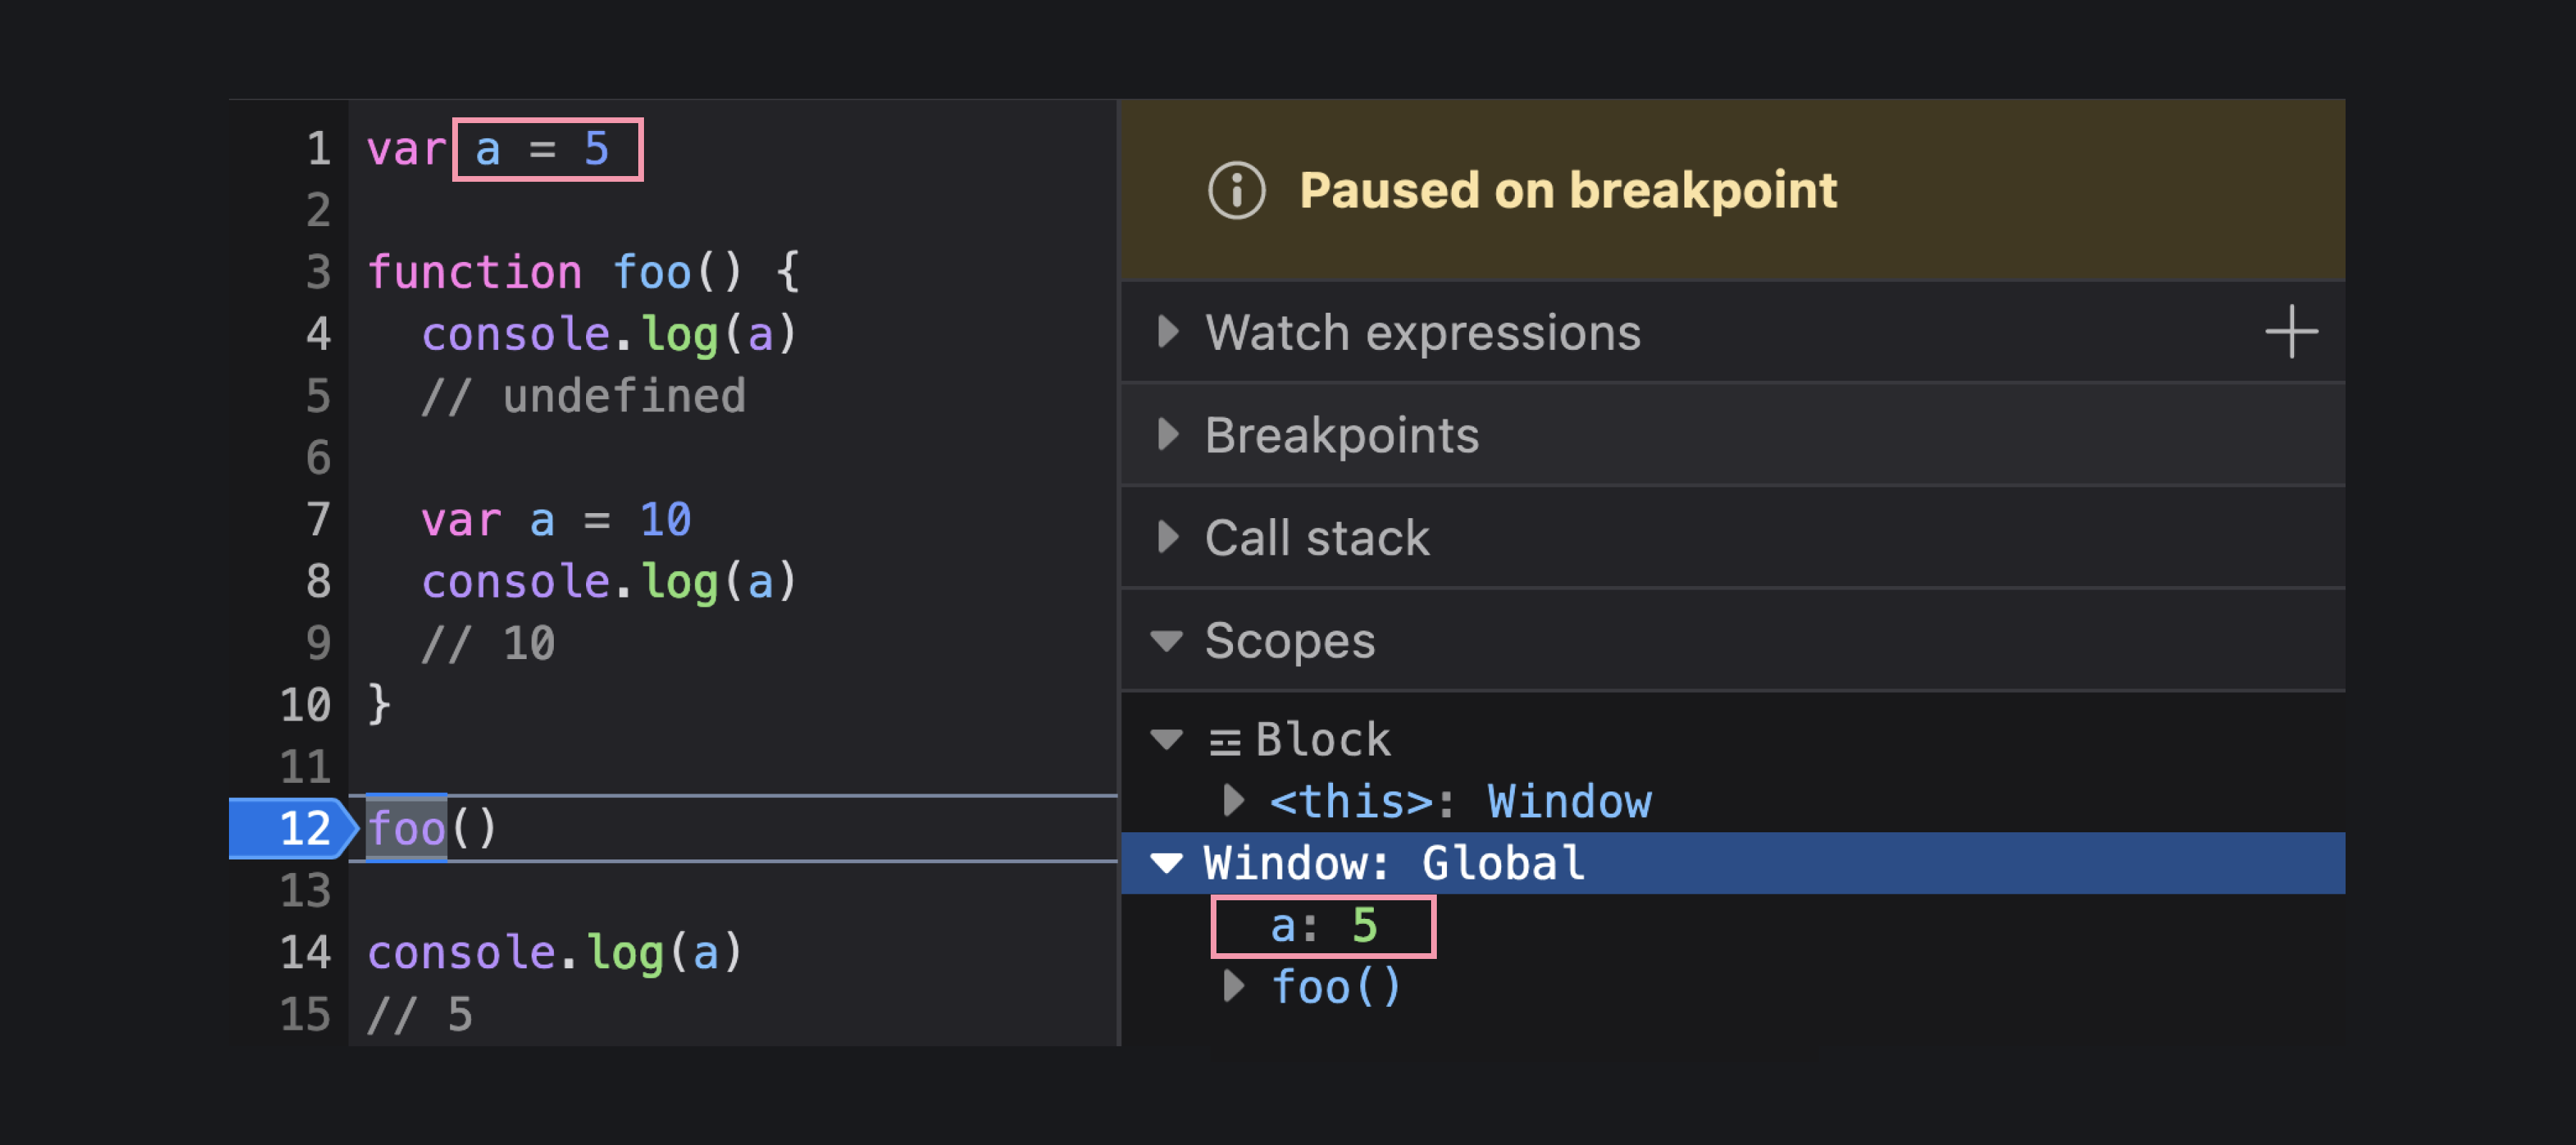 1 var a = 5
2
3 function foo() {
4 console.log(a)
5 // undefined
6
7 var a = 10
8 console.log(a)
9 // 10
10 }
11
12 foo()
13
14 console.log(a)
15 // 5
Paused on breakpoint
Watch expressions
Breakpoints
Call stack
Scopes
Block
<this>: Window
Window: Global
a: 5
foo()